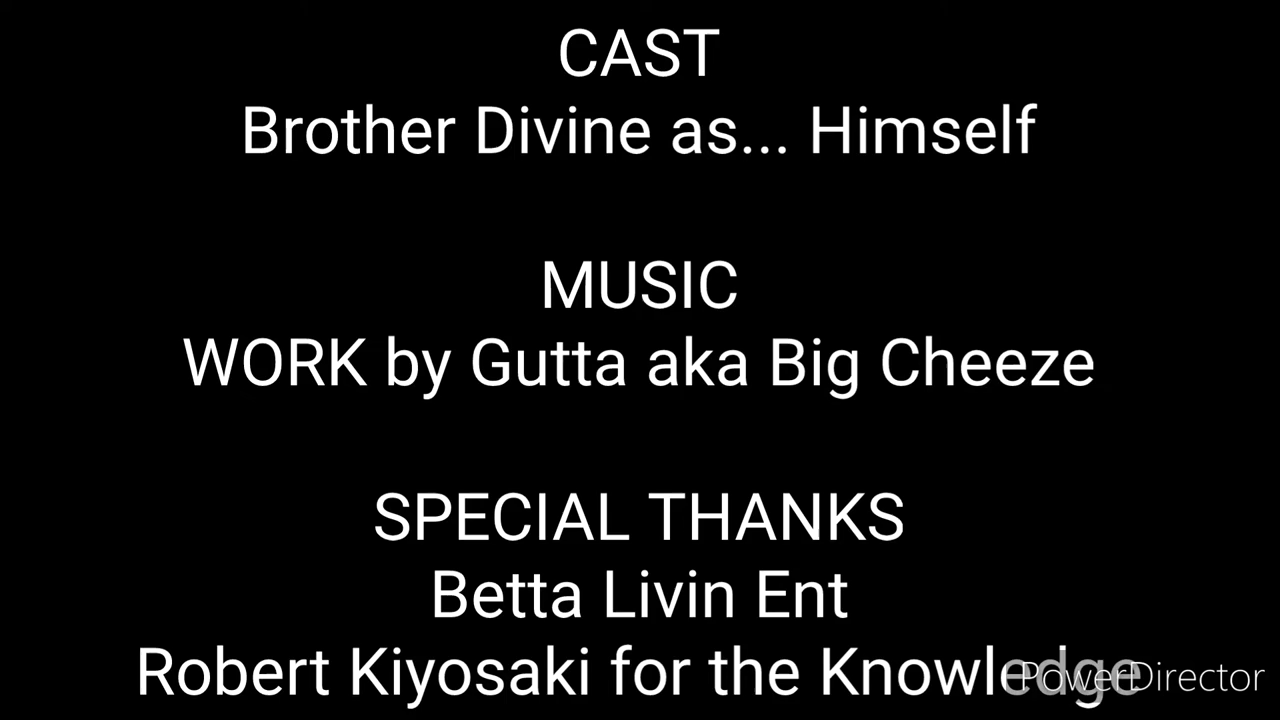 CAST
Brother Divine as... Himself
MUSIC
WORK by Gutta aka Big Cheeze
SPECIAL THANKS
Betta Livin Ent
Robert Kiyosaki for the Knowledge
PowerDirector